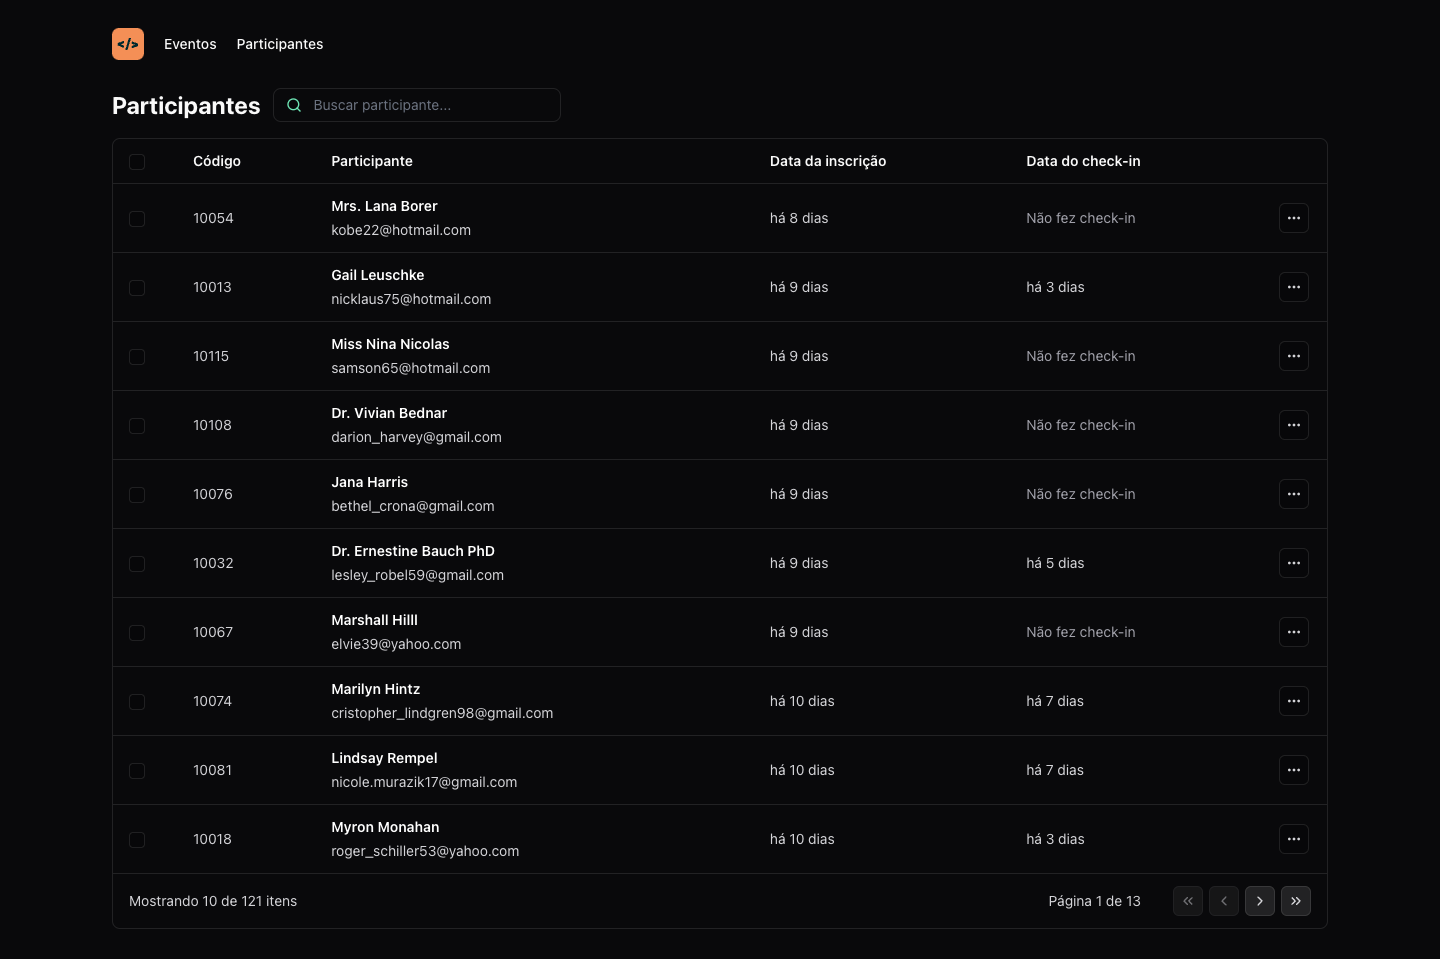 </> Eventos Participantes
Participantes Buscar participante...
Código Participante Data da inscrição Data do check-in
Mrs. Lana Borer
10054 há 8 dias Não fez check-in
kobe22@hotmail.com
Gail Leuschke
10013 há 9 dias há 3 dias
nicklaus75@hotmail.com
Miss Nina Nicolas
10115 há 9 dias Não fez check-in
samson65@hotmail.com
Dr. Vivian Bednar
10108 há 9 dias Não fez check-in
darion_harvey@gmail.com
Jana Harris
10076 há 9 dias Não fez check-in
bethel_crona@gmail.com
Dr. Ernestine Bauch PhD
10032 há 9 dias há 5 dias
lesley_robel59@gmail.com
Marshall Hilll
10067 há 9 dias Não fez check-in
elvie39@yahoo.com
Marilyn Hintz
10074 há 10 dias há 7 dias
cristopher_lindgren98@gmail.com
Lindsay Rempel
10081 há 10 dias há 7 dias
nicole.murazik17@gmail.com
Myron Monahan
10018 há 10 dias há 3 dias
roger_schiller53@yahoo.com
Mostrando 10 de 121 itens Página 1 de 13